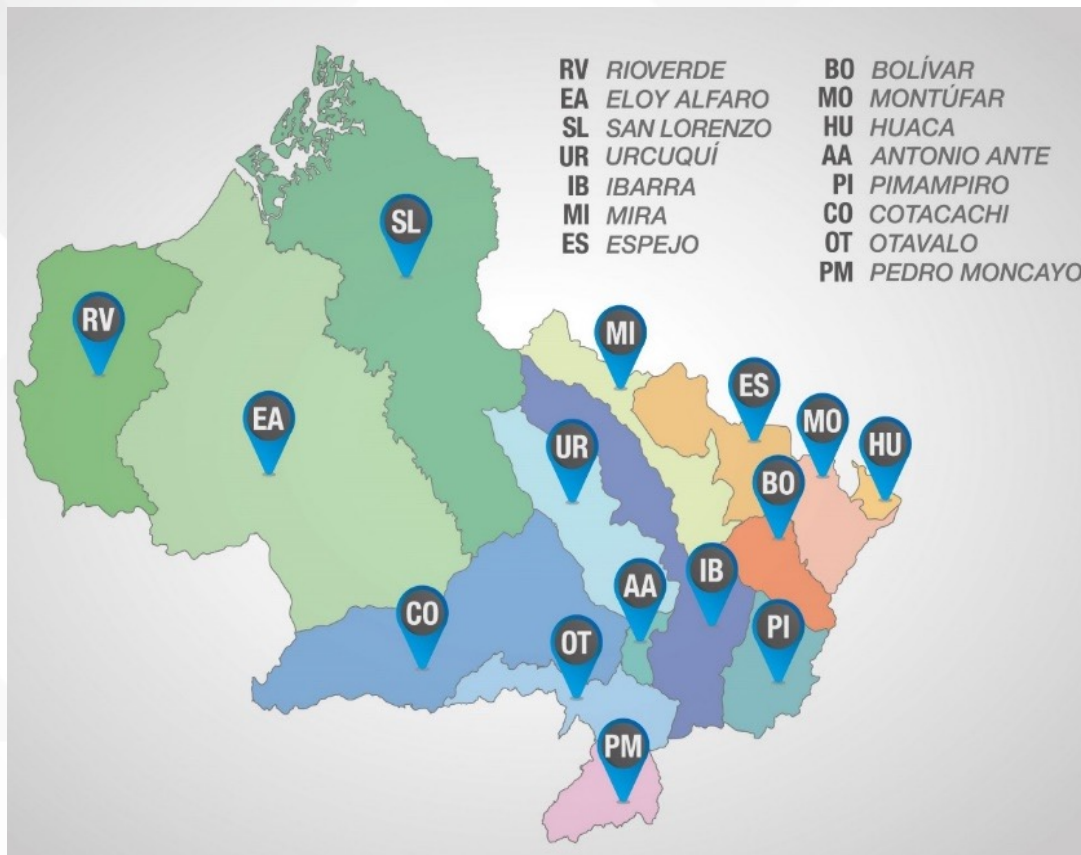 RV RIOVERDE
EA ELOY ALFARO
SL SAN LORENZO
UR URCUQUÍ
IB IBARRA
MI MIRA
ES ESPEJO
BO BOLÍVAR
MO MONTÚFAR
HU HUACA
AA ANTONIO ANTE
PI PIMAMPIRO
CO COTACACHI
OT OTAVALO
PM PEDRO MONCAYO
SL
RV
MI
ES
EA
MO
HU
UR
BO
IB
AA
CO
PI
OT
PM